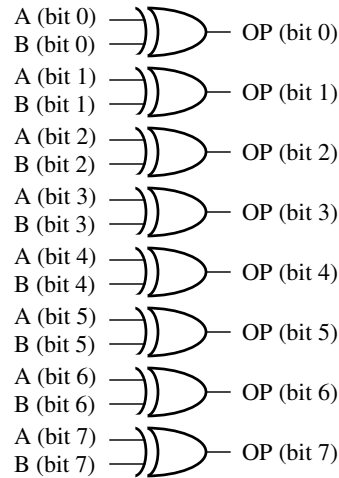 A (bit 0)
B (bit 0)
OP (bit 0)
A (bit 1)
B (bit 1)
OP (bit 1)
A (bit 2)
B (bit 2)
OP (bit 2)
A (bit 3)
B (bit 3)
OP (bit 3)
A (bit 4)
B (bit 4)
OP (bit 4)
A (bit 5)
B (bit 5)
OP (bit 5)
A (bit 6)
B (bit 6)
OP (bit 6)
A (bit 7)
B (bit 7)
OP (bit 7)